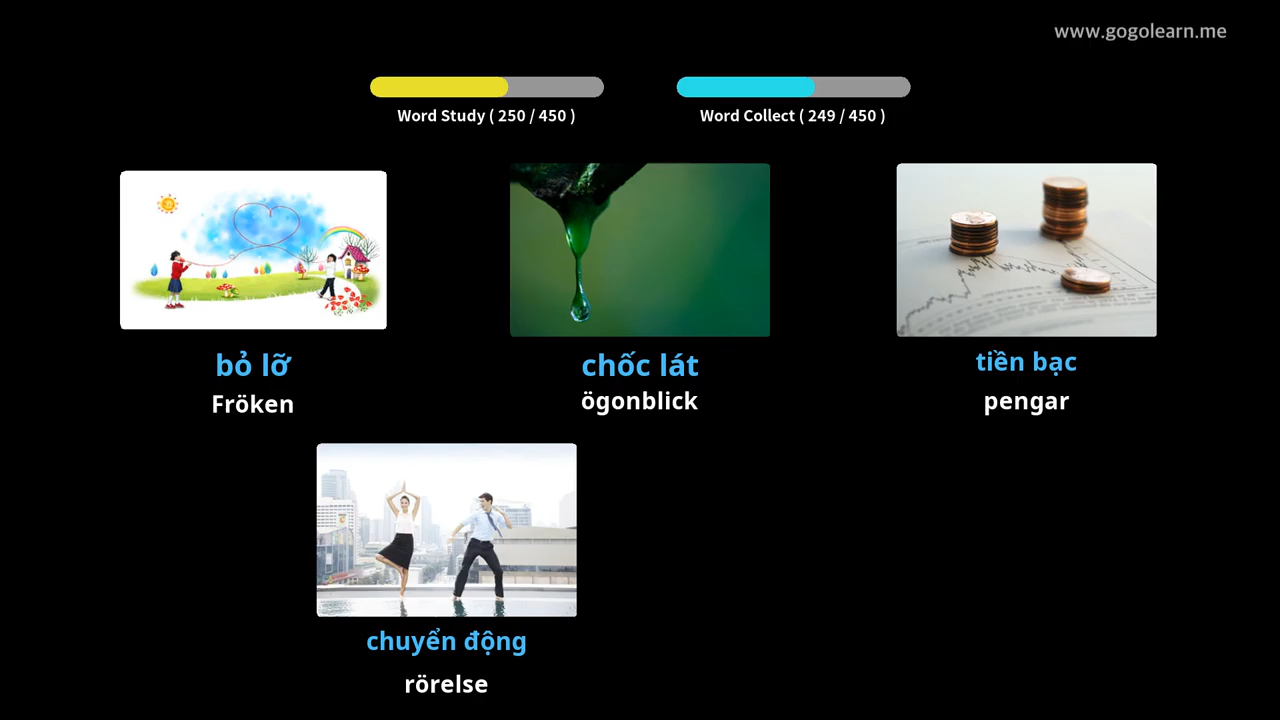 www.gogolearn.me
Word Study ( 250 / 450 )
Word Collect ( 249 / 450 )
bỏ lỡ
Fröken
chốc lát
ögonblick
tiền bạc
pengar
chuyển động
rörelse